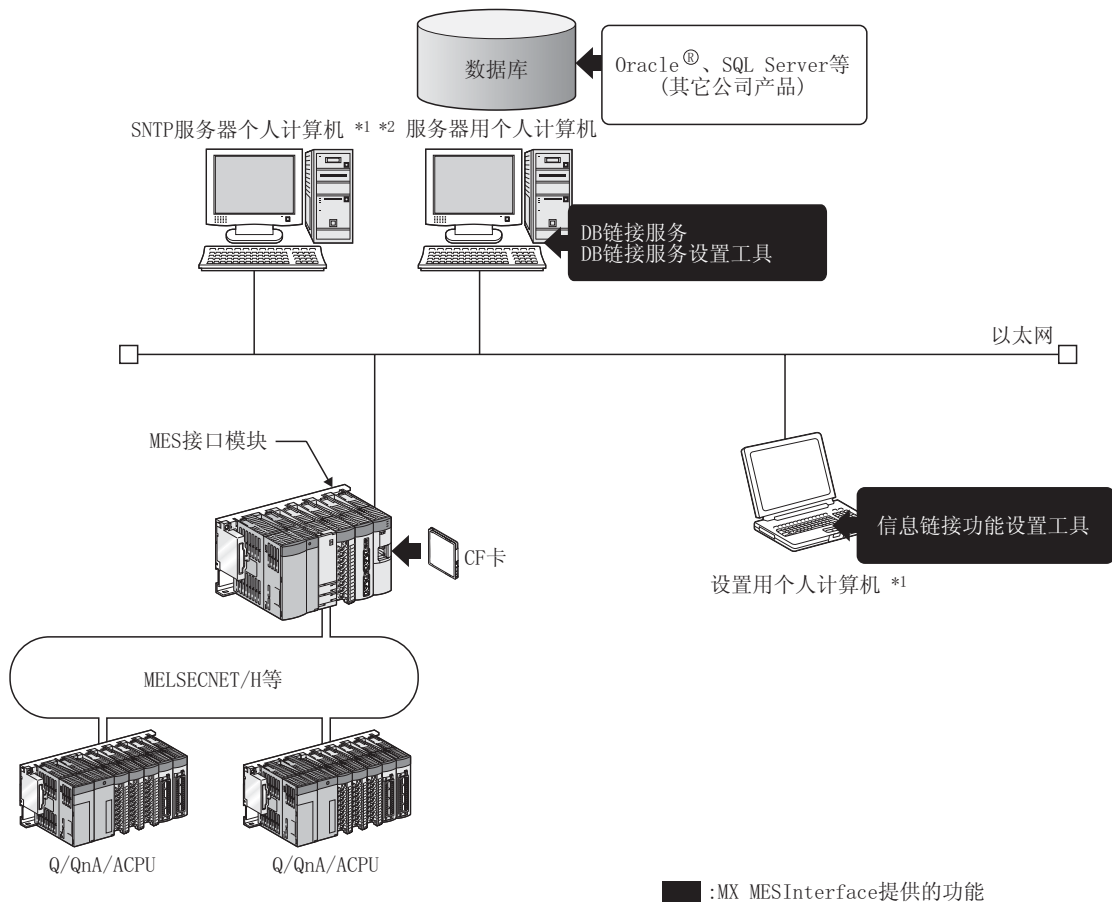 数据库
Oracle®、SQL Server等
(其它公司产品)
SNTP服务器个人计算机 *1 *2 服务器用个人计算机
DB链接服务
DB链接服务设置工具
以太网
MES接口模块
CF卡
信息链接功能设置工具
设置用个人计算机 *1
MELSECNET/H等
Q/QnA/ACPU
Q/QnA/ACPU
:MX MESInterface提供的功能